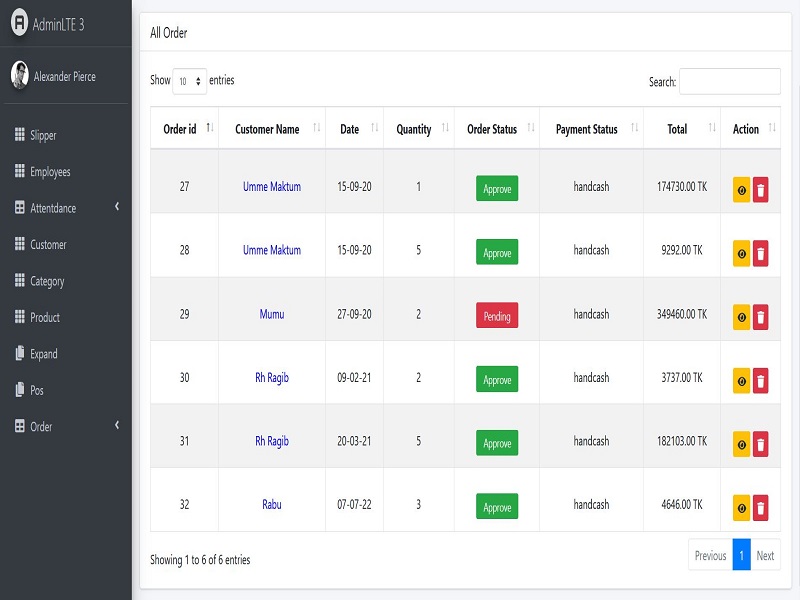 AdminLTE 3
Alexander Pierce
Slipper
Employees
Attentdance
Customer
Category
Product
Expand
Pos
Order
All Order
Show 10 entries
Search:
Order id Customer Name Date Quantity Order Status Payment Status Total Action
27 Umme Maktum 15-09-20 1 Approve handcash 174730.00 TK
28 Umme Maktum 15-09-20 5 Approve handcash 9292.00 TK
29 Mumu 27-09-20 2 Pending handcash 349460.00 TK
30 Rh Ragib 09-02-21 2 Approve handcash 3737.00 TK
31 Rh Ragib 20-03-21 5 Approve handcash 182103.00 TK
32 Rabu 07-07-22 3 Approve handcash 4646.00 TK
Showing 1 to 6 of 6 entries
Previous 1 Next